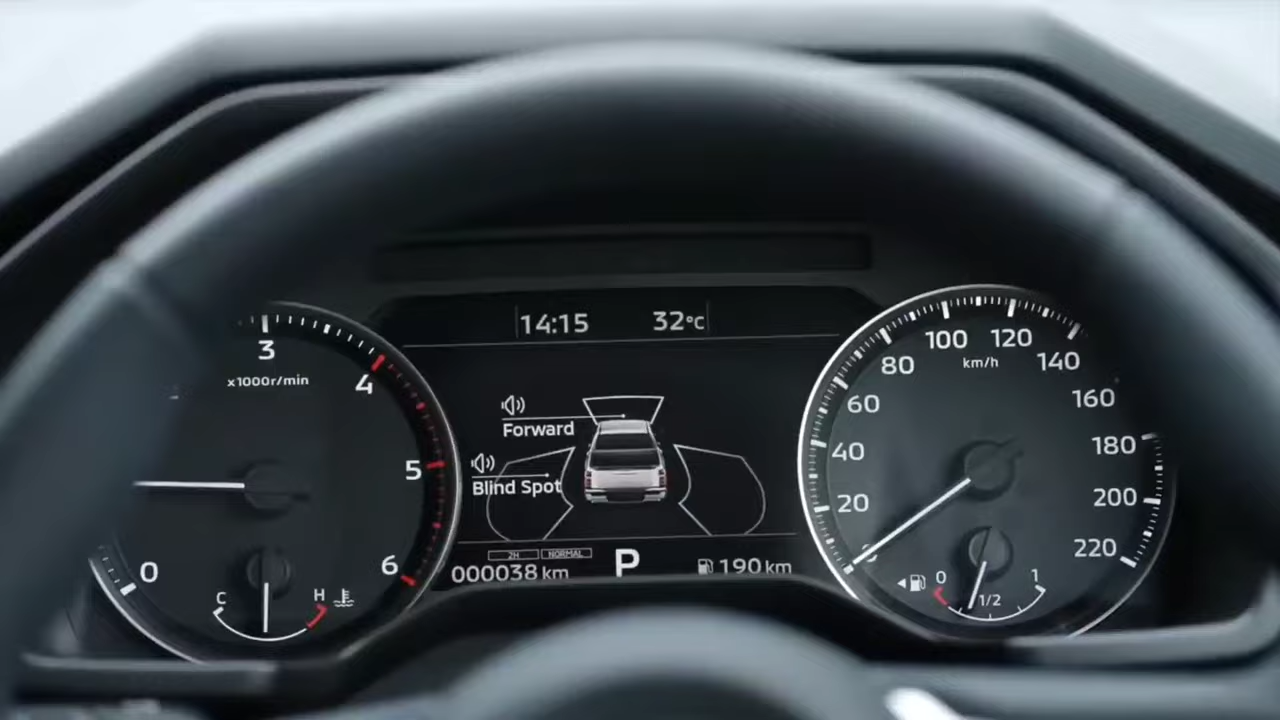 14:15 32°C
3
x1000r/min
4
5
6
0
C H
Forward
Blind Spot
2H NORMAL
000038 km P 190 km
100 120
80 km/h 140
60 160
40 180
20 200
220
0 1
1/2